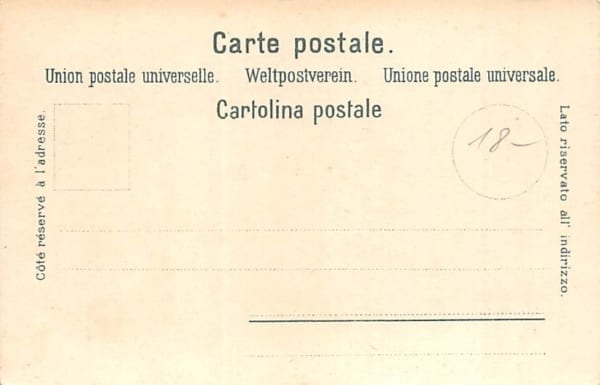 Carte postale.
Union postale universelle. Weltpostverein. Unione postale universale.
Cartolina postale
Côté réservé à l'adresse.
18-
Lato riservato all' indirizzo.